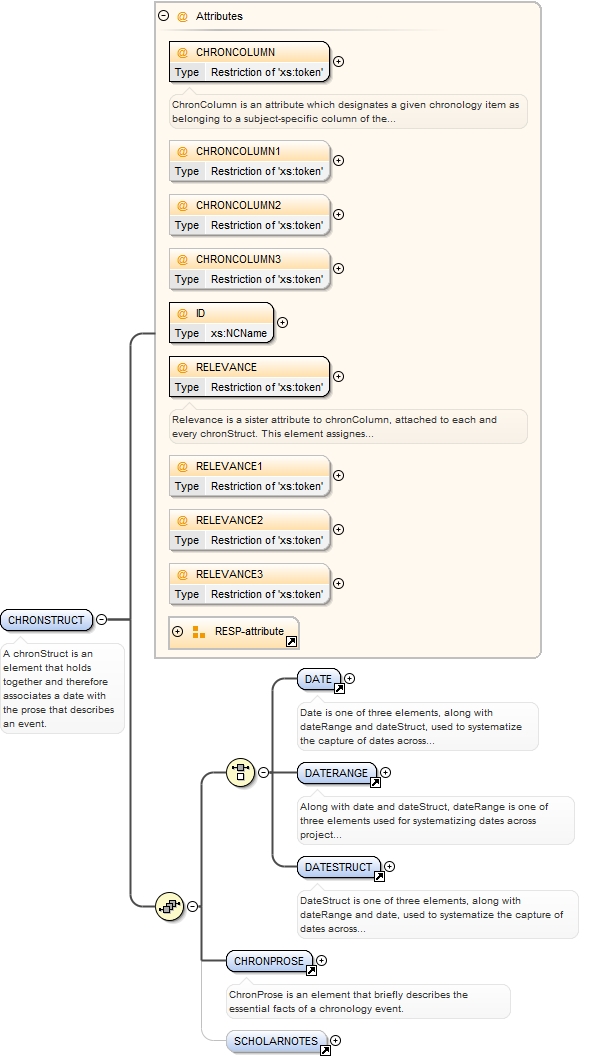 @ Attributes
@ CHRONCOLUMN
Type Restriction of 'xs:token'
ChronColumn is an attribute which designates a given chronology item as
belonging to a subject-specific column of the...
@ CHRONCOLUMN1
Type Restriction of 'xs:token'
@ CHRONCOLUMN2
Type Restriction of 'xs:token'
@ CHRONCOLUMN3
Type Restriction of 'xs:token'
@ ID
Type xs:NCName
@ RELEVANCE
Type Restriction of 'xs:token'
Relevance is a sister attribute to chronColumn, attached to each and
every chronStruct. This element assignes...
@ RELEVANCE1
Type Restriction of 'xs:token'
@ RELEVANCE2
Type Restriction of 'xs:token'
@ RELEVANCE3
Type Restriction of 'xs:token'
RESP-attribute
CHRONSTRUCT
A chronStruct is an
element that holds
together and therefore
associates a date with
the prose that describes
an event.
DATE
Date is one of three elements, along with
dateRange and dateStruct, used to systematize
the capture of dates across...
DATERANGE
Along with date and dateStruct, dateRange is one of
three elements used for systematizing dates across
project...
DATESTRUCT
DateStruct is one of three elements, along with
dateRange and date, used to systematize the capture of
dates across...
CHRONPROSE
ChronProse is an element that briefly describes the
essential facts of a chronology event.
SCHOLARNOTES